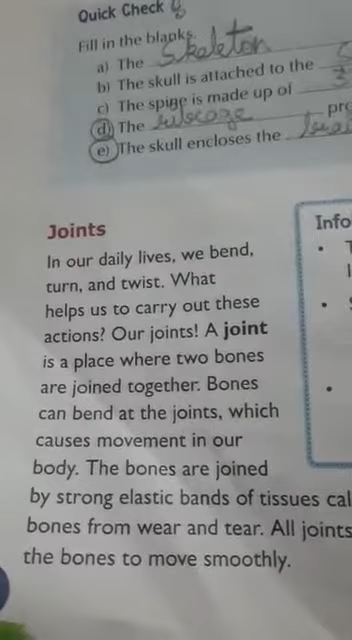 Quick Check
Fill in the blanks.
a) The Skeleton
b) The skull is attached to the S
c) The spine is made up of 3
d) The ribcage pro
e) The skull encloses the
Joints
In our daily lives, we bend,
turn, and twist. What
helps us to carry out these
actions? Our joints! A joint
is a place where two bones
are joined together. Bones
can bend at the joints, which
causes movement in our
body. The bones are joined
by strong elastic bands of tissues cal
bones from wear and tear. All joints
the bones to move smoothly.
Info